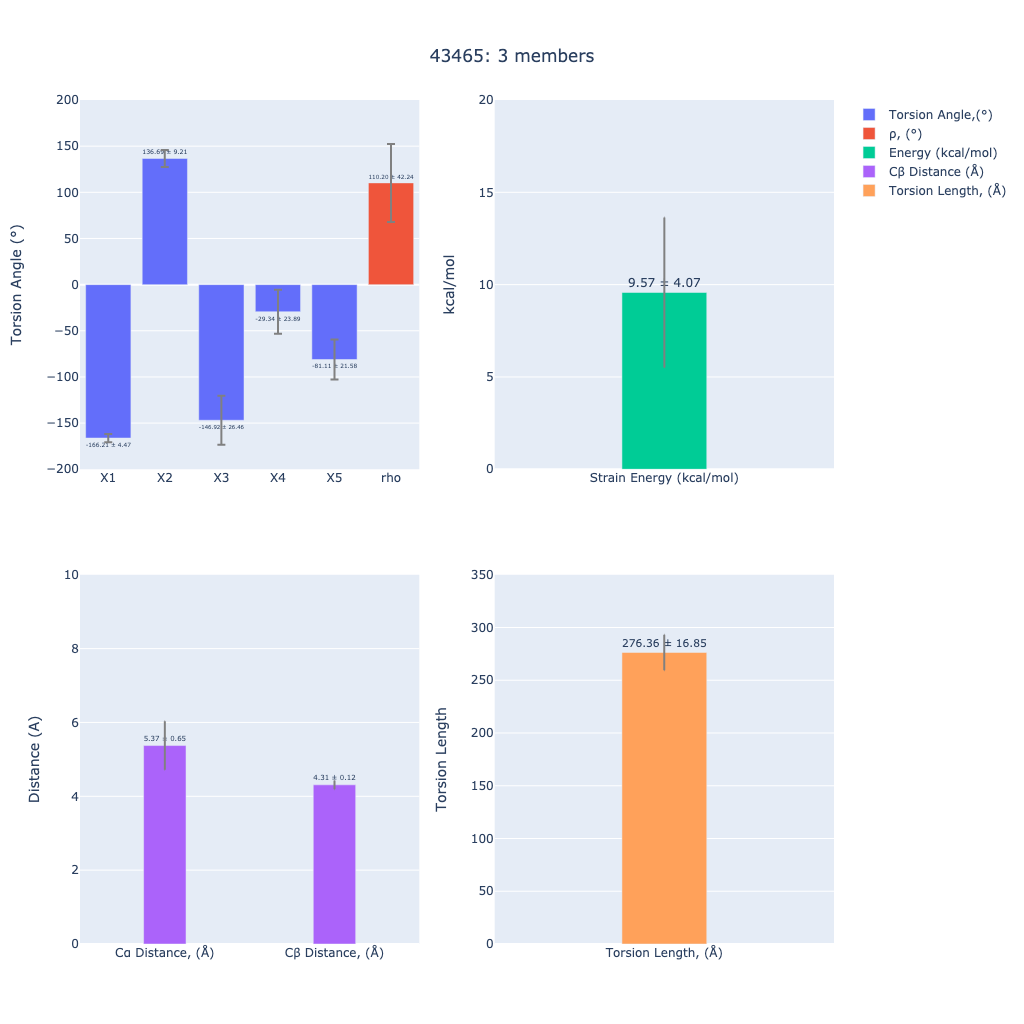 43465: 3 members
Torsion Angle (°)
200
150
100
50
0
−50
−100
−150
−200
-166.21 ± 4.47
± 9.21
-146.92 ± 26.46
-29.34 ± 23.89
-81.11 ± 21.58
110.20 ± 42.24
X1 X2 X3 X4 X5 rho
kcal/mol
20
15
10
5
0
9.57 ± 4.07
Strain Energy (kcal/mol)
Torsion Angle,(°)
ρ, (°)
Energy (kcal/mol)
Cβ Distance (Å)
Torsion Length, (Å)
Distance (A)
10
8
6
4
2
0
5.37 ± 0.65
4.31 ± 0.12
Cα Distance, (Å) Cβ Distance, (Å)
Torsion Length
350
300
250
200
150
100
50
0
276.36 ± 16.85
Torsion Length, (Å)